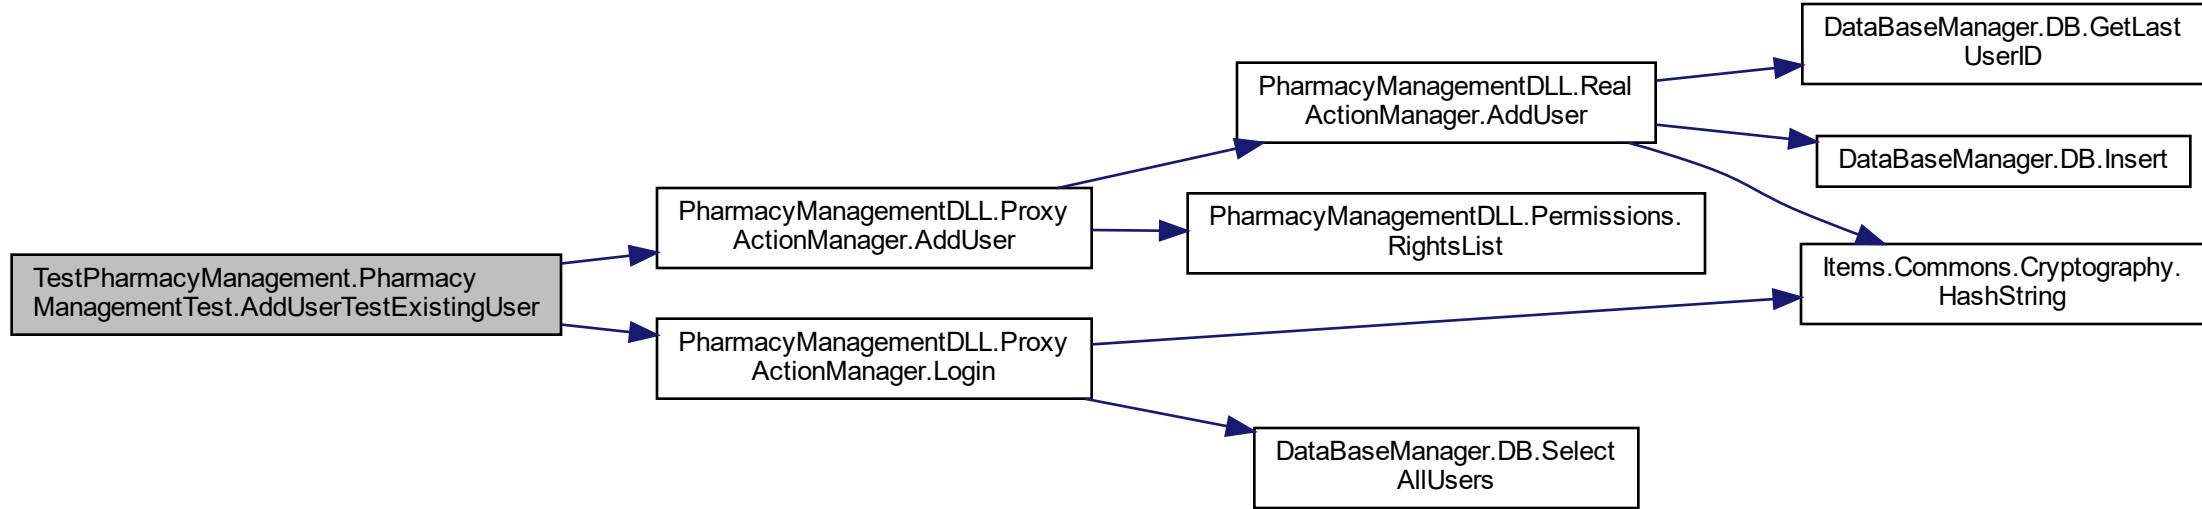 TestPharmacyManagement.Pharmacy
ManagementTest.AddUserTestExistingUser
PharmacyManagementDLL.Proxy
ActionManager.AddUser
PharmacyManagementDLL.Proxy
ActionManager.Login
PharmacyManagementDLL.Real
ActionManager.AddUser
PharmacyManagementDLL.Permissions.
RightsList
DataBaseManager.DB.Select
AllUsers
DataBaseManager.DB.GetLast
UserID
DataBaseManager.DB.Insert
Items.Commons.Cryptography.
HashString